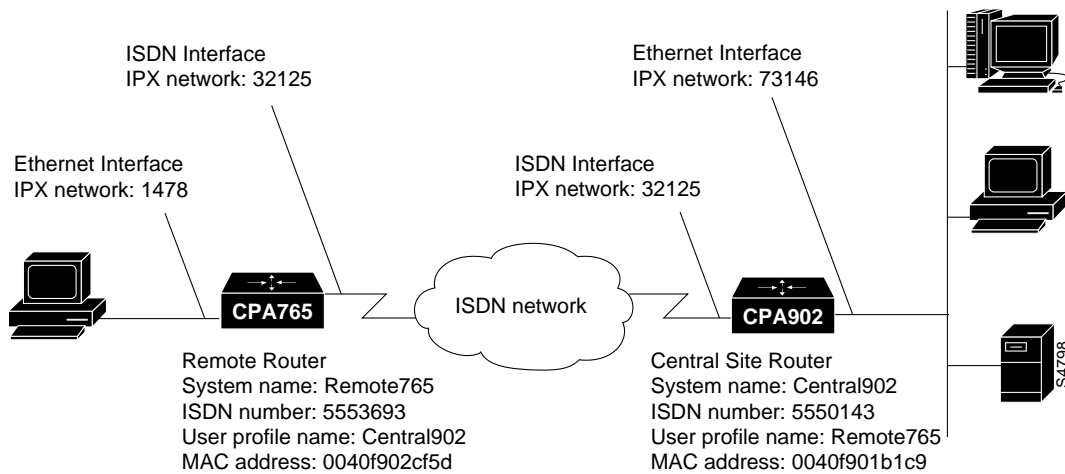 ISDN Interface
IPX network: 32125
Ethernet Interface
IPX network: 73146
Ethernet Interface
IPX network: 1478
ISDN Interface
IPX network: 32125
CPA765
ISDN network
CPA902
Remote Router
System name: Remote765
ISDN number: 5553693
User profile name: Central902
MAC address: 0040f902cf5d
Central Site Router
System name: Central902
ISDN number: 5550143
User profile name: Remote765
MAC address: 0040f901b1c9
S4798